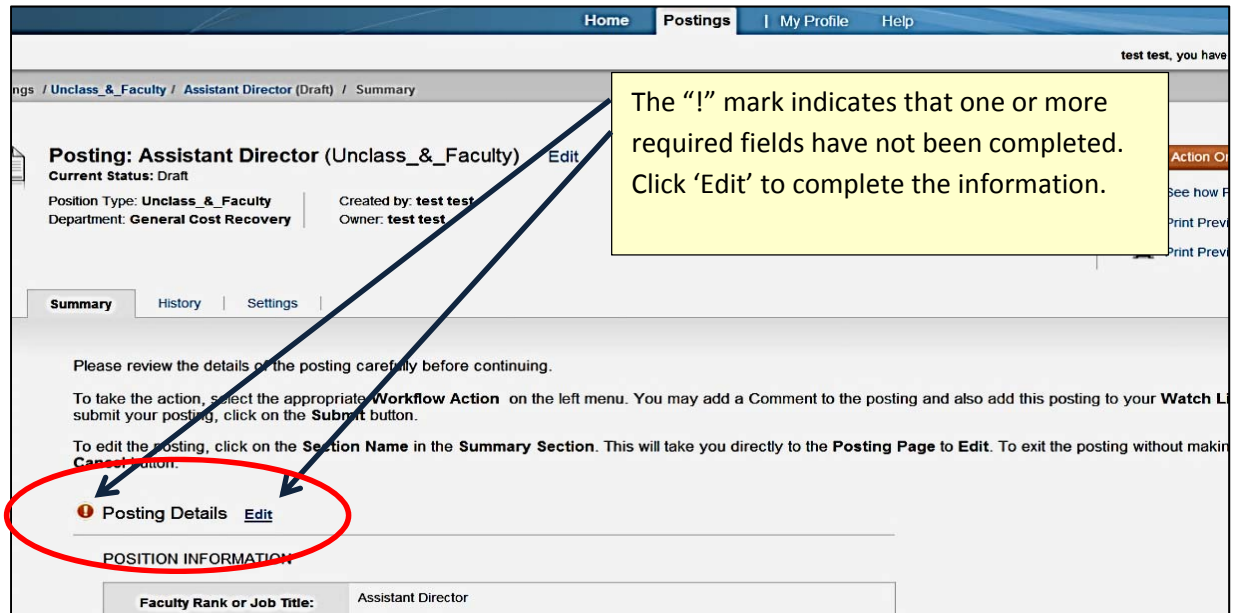 Home Postings | My Profile Help
test test, you have
ngs / Unclass_&_Faculty / Assistant Director (Draft) / Summary
The “!” mark indicates that one or more
required fields have not been completed.
Click ‘Edit’ to complete the information.
Posting: Assistant Director (Unclass_&_Faculty) Edit
Current Status: Draft
Position Type: Unclass_&_Faculty
Department: General Cost Recovery
Created by: test test
Owner: test test
Action On
See how P
Print Previ
Print Previ
Summary History | Settings |
Please review the details of the posting carefully before continuing.
To take the action, select the appropriate Workflow Action on the left menu. You may add a Comment to the posting and also add this posting to your Watch Li
submit your posting, click on the Submit button.
To edit the posting, click on the Section Name in the Summary Section. This will take you directly to the Posting Page to Edit. To exit the posting without makin
Cancel button.
! Posting Details Edit
POSITION INFORMATION
Faculty Rank or Job Title: Assistant Director